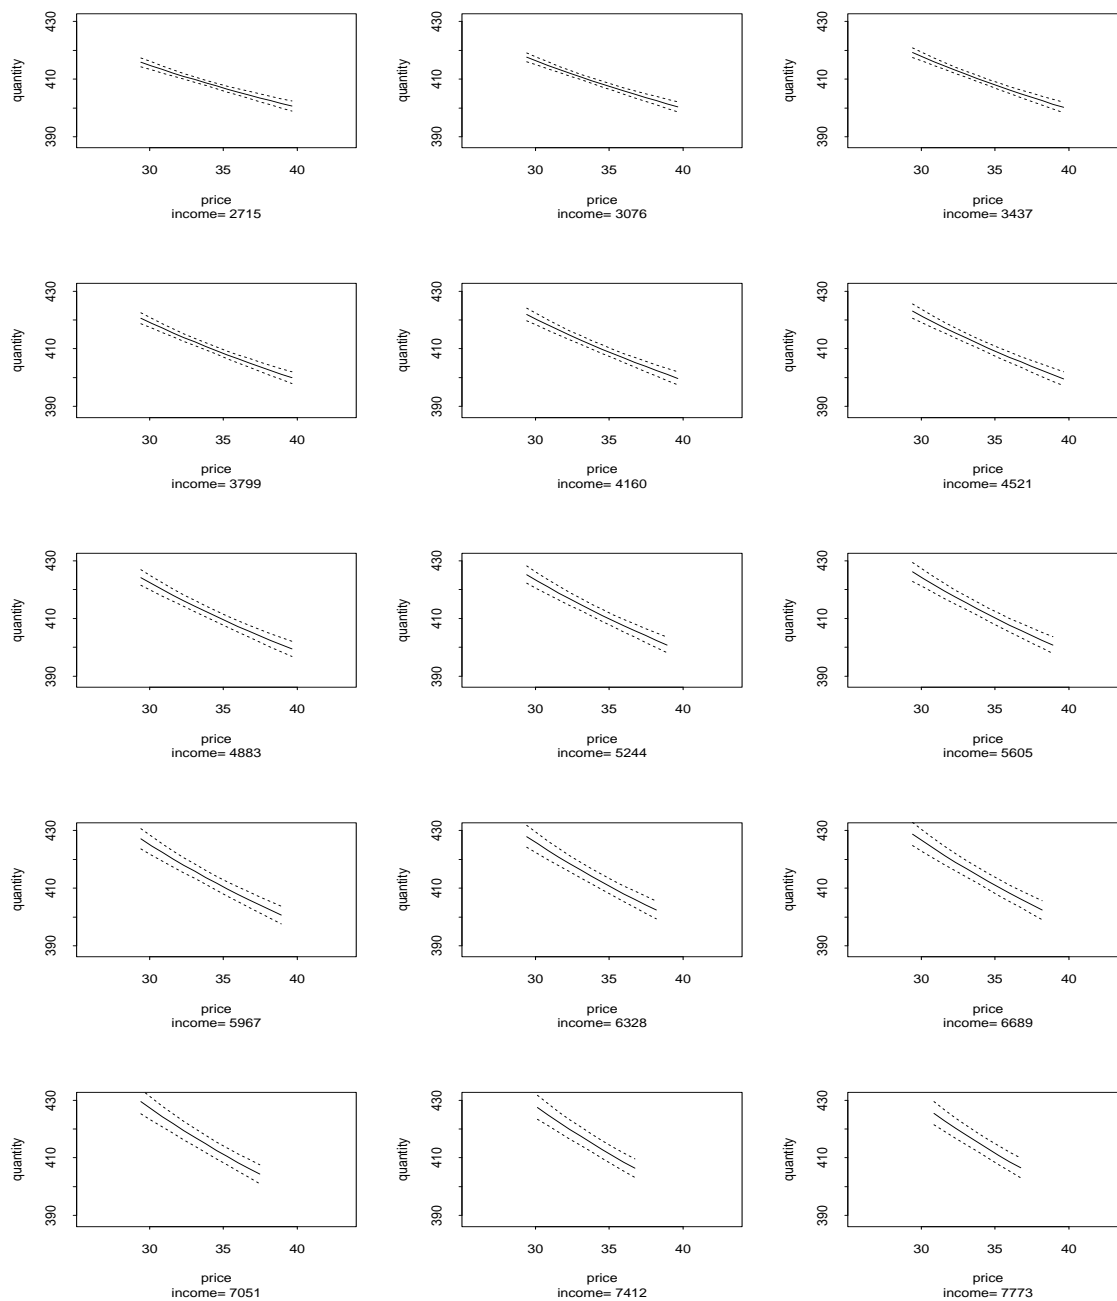 quantity
390 410 430
30 35 40
price
income= 2715
quantity
390 410 430
30 35 40
price
income= 3076
quantity
390 410 430
30 35 40
price
income= 3437
quantity
390 410 430
30 35 40
price
income= 3799
quantity
390 410 430
30 35 40
price
income= 4160
quantity
390 410 430
30 35 40
price
income= 4521
quantity
390 410 430
30 35 40
price
income= 4883
quantity
390 410 430
30 35 40
price
income= 5244
quantity
390 410 430
30 35 40
price
income= 5605
quantity
390 410 430
30 35 40
price
income= 5967
quantity
390 410 430
30 35 40
price
income= 6328
quantity
390 410 430
30 35 40
price
income= 6689
quantity
390 410 430
30 35 40
price
income= 7051
quantity
390 410 430
30 35 40
price
income= 7412
quantity
390 410 430
30 35 40
price
income= 7773